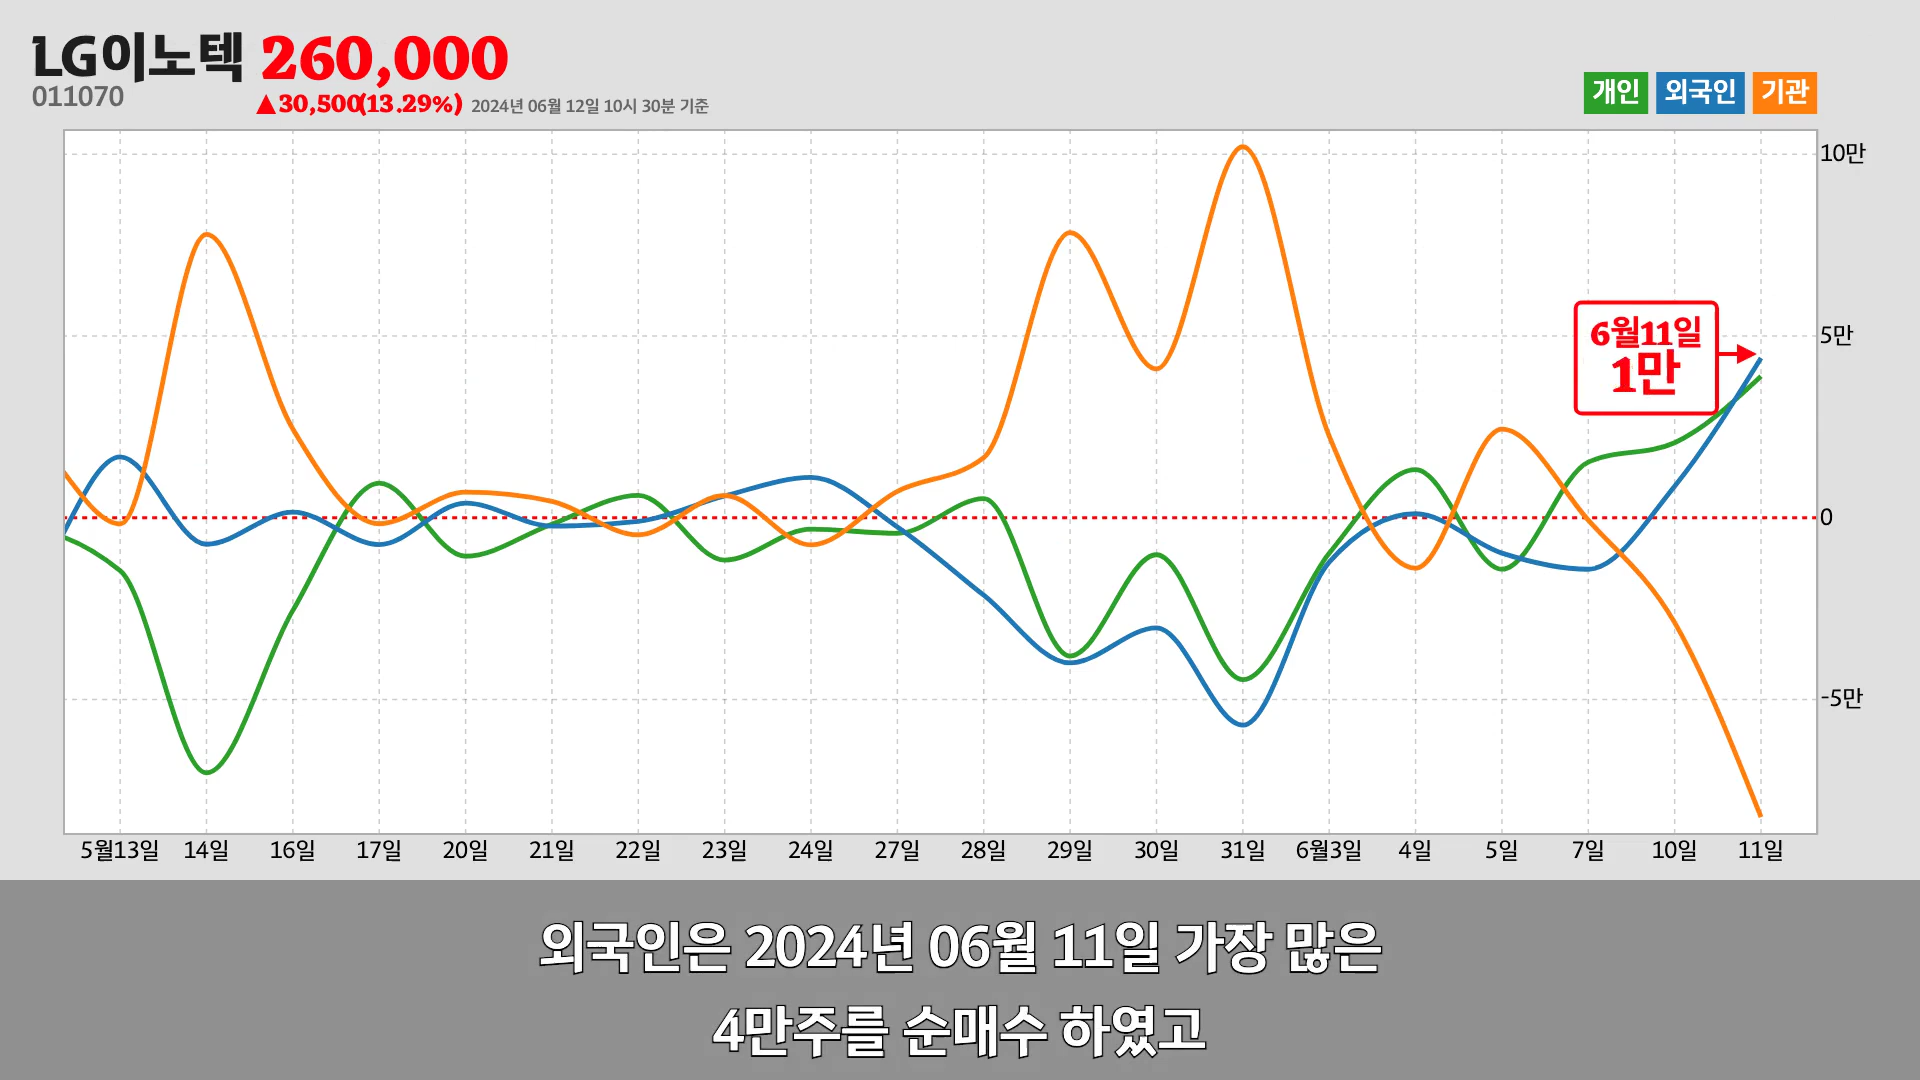 LG이노텍 260,000
011070
▲30,500(13.29%) 2024년 06월 12일 10시 30분 기준
개인 외국인 기관
10만
5만
0
-5만
6월11일
1만
5월13일 14일 16일 17일 20일 21일 22일 23일 24일 27일 28일 29일 30일 31일 6월3일 4일 5일 7일 10일 11일
외국인은 2024년 06월 11일 가장 많은
4만주를 순매수 하였고